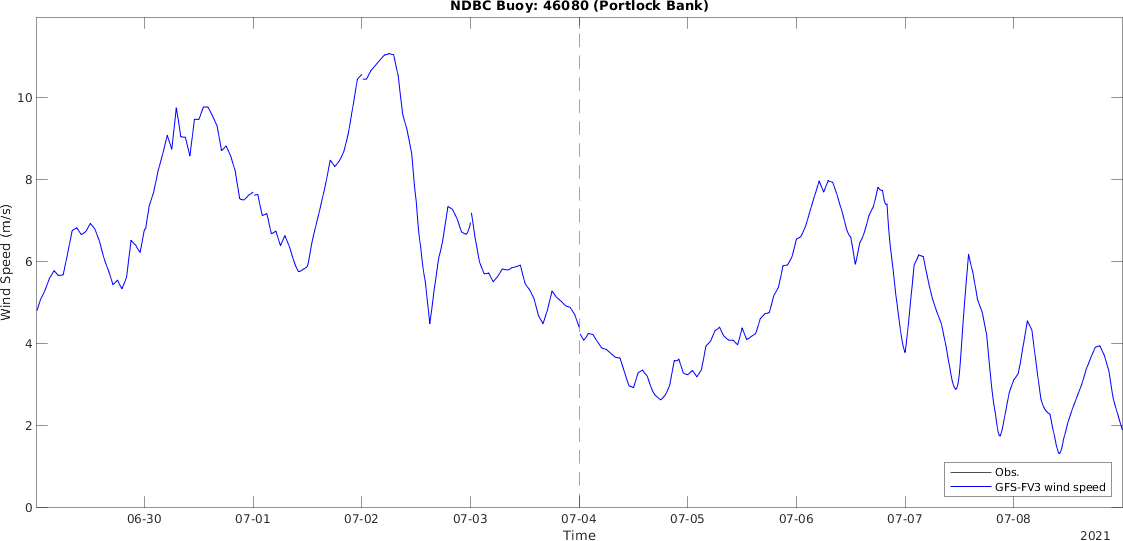 NDBC Buoy: 46080 (Portlock Bank)
Wind Speed (m/s)
10
8
6
4
2
0
Obs.
GFS-FV3 wind speed
06-30 07-01 07-02 07-03 07-04 07-05 07-06 07-07 07-08
Time
2021